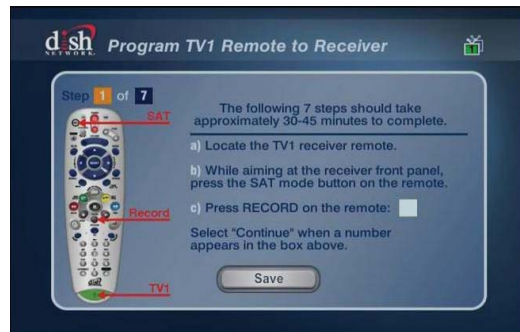 dish
NETWORK
Program TV1 Remote to Receiver
1
Step 1 of 7
SAT
Record
TV1
dish
The following 7 steps should take
approximately 30-45 minutes to complete.
a) Locate the TV1 receiver remote.
b) While aiming at the receiver front panel,
press the SAT mode button on the remote.
c) Press RECORD on the remote:
Select "Continue" when a number
appears in the box above.
Save